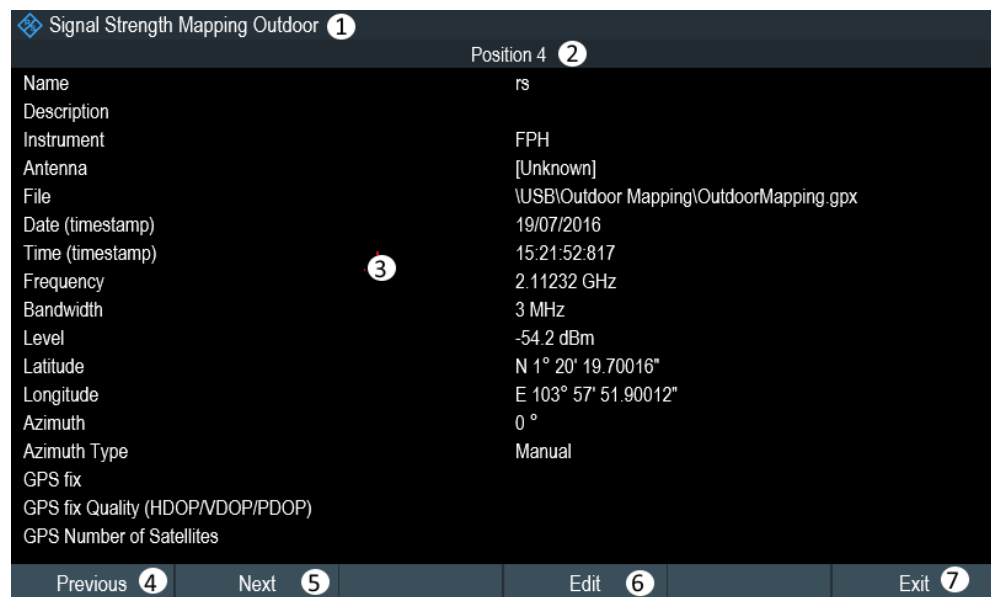 Signal Strength Mapping Outdoor 1
Position 4 2
Name rs
Description
Instrument FPH
Antenna [Unknown]
File \USB\Outdoor Mapping\OutdoorMapping.gpx
Date (timestamp) 19/07/2016
Time (timestamp) 15:21:52:817
3
Frequency 2.11232 GHz
Bandwidth 3 MHz
Level -54.2 dBm
Latitude N 1° 20' 19.70016"
Longitude E 103° 57' 51.90012"
Azimuth 0 °
Azimuth Type Manual
GPS fix
GPS fix Quality (HDOP/VDOP/PDOP)
GPS Number of Satellites
Previous 4 Next 5 Edit 6 Exit 7